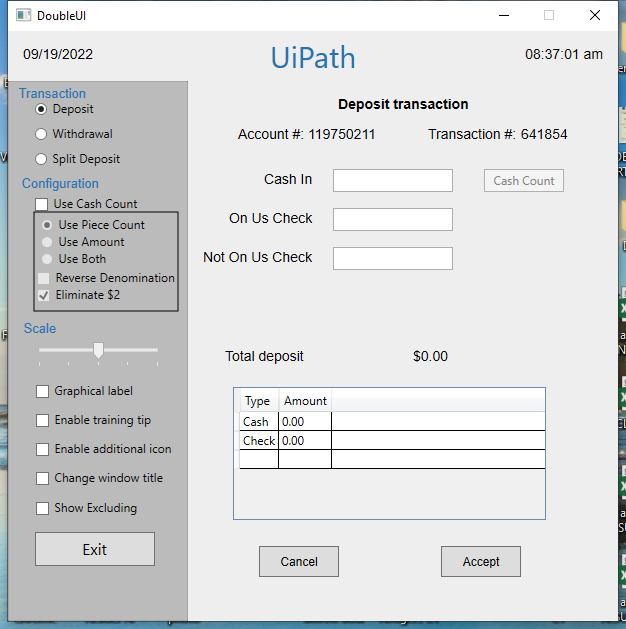 DoubleUI
09/19/2022
UiPath
08:37:01 am
Transaction
Deposit
Withdrawal
Split Deposit
Configuration
Use Cash Count
Use Piece Count
Use Amount
Use Both
Reverse Denomination
Eliminate $2
Scale
Graphical label
Enable training tip
Enable additional icon
Change window title
Show Excluding
Exit
Deposit transaction
Account #: 119750211 Transaction #: 641854
Cash In
Cash Count
On Us Check
Not On Us Check
Total deposit $0.00
Type Amount
Cash 0.00
Check 0.00
Cancel Accept